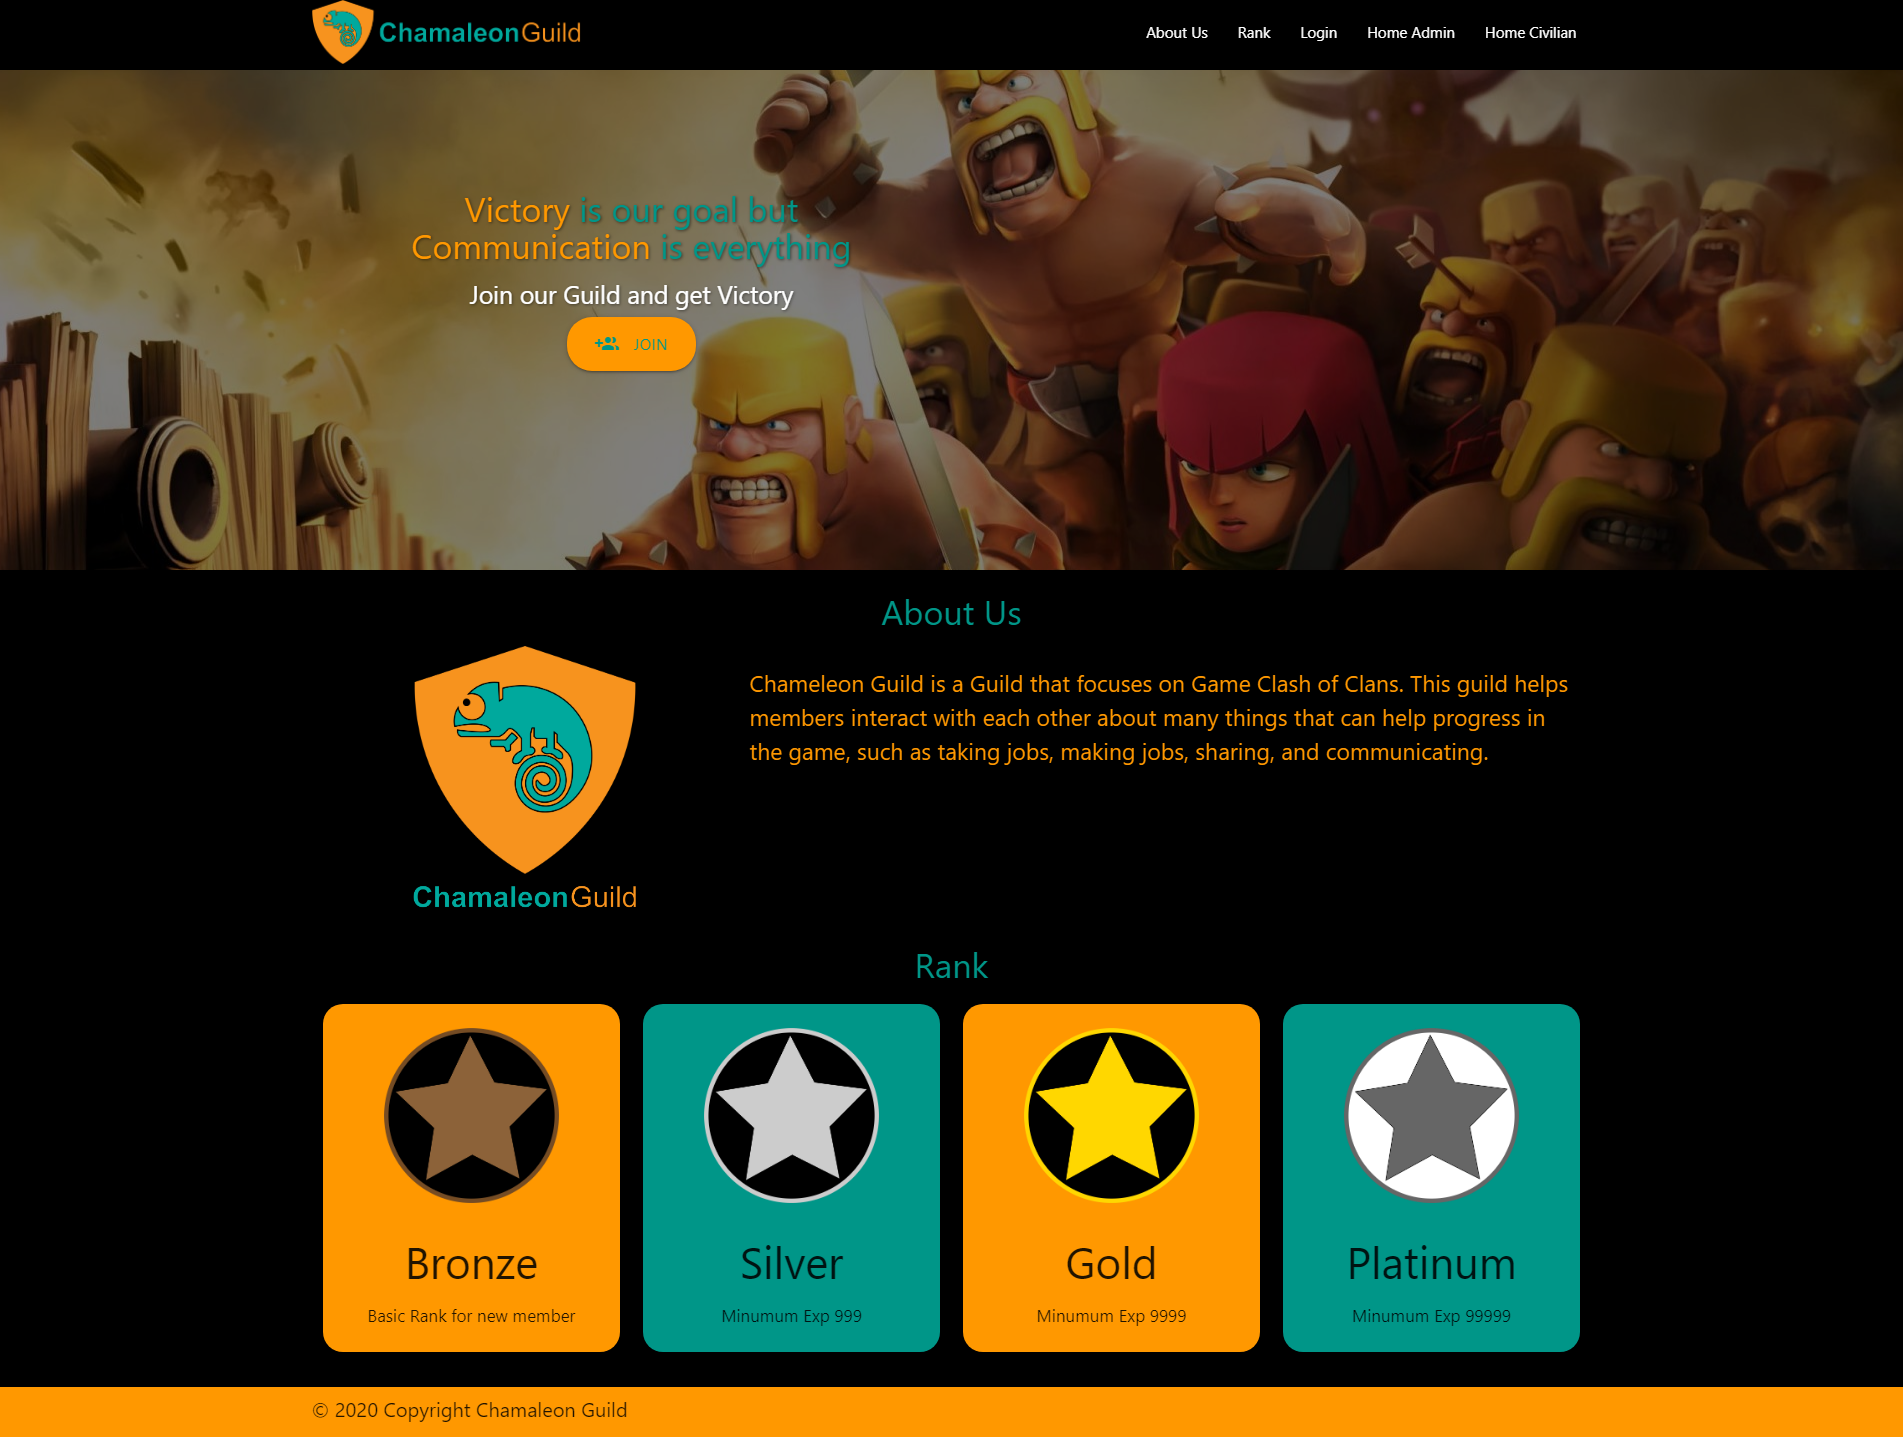 ChamaleonGuild
About Us
Rank
Login
Home Admin
Home Civilian
Victory is our goal but
Communication is everything
Join our Guild and get Victory
JOIN
About Us
Chameleon Guild is a Guild that focuses on Game Clash of Clans. This guild helps
members interact with each other about many things that can help progress in
the game, such as taking jobs, making jobs, sharing, and communicating.
ChamaleonGuild
Rank
Bronze
Basic Rank for new member
Silver
Minumum Exp 999
Gold
Minumum Exp 9999
Platinum
Minumum Exp 99999
© 2020 Copyright Chamaleon Guild